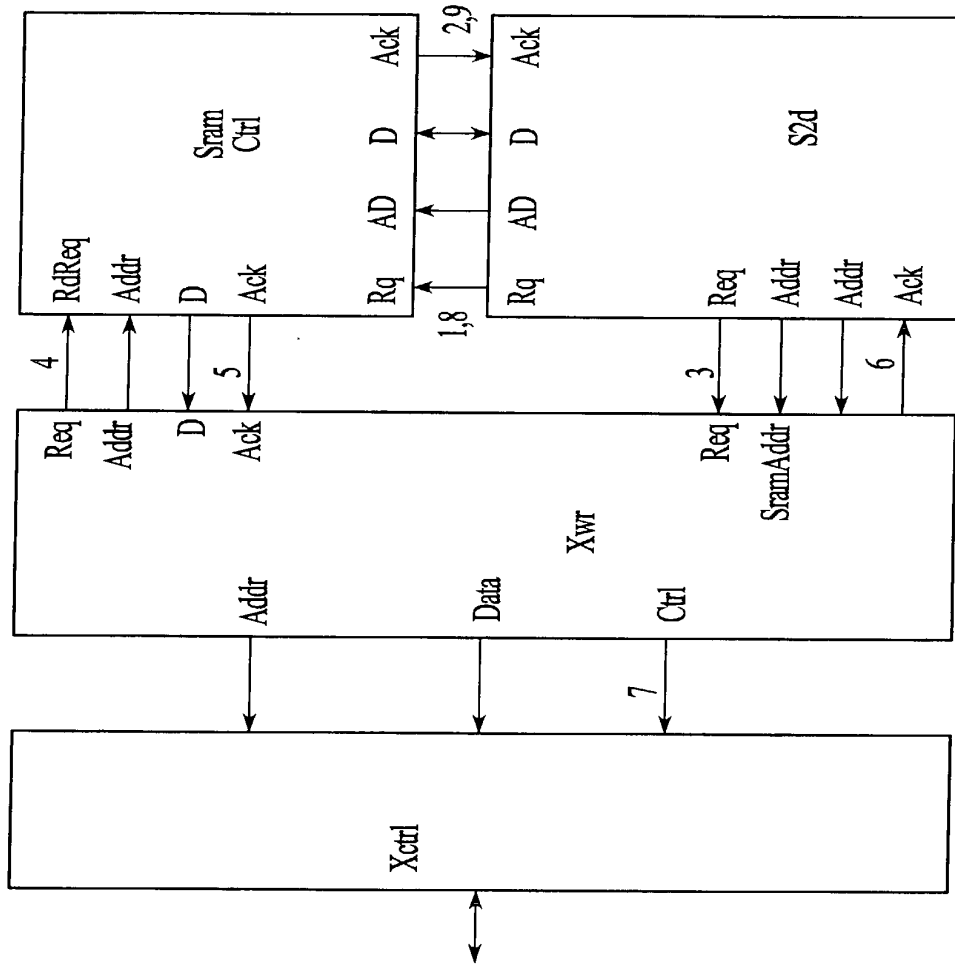 Xctrl
7
Ctrl
Data
Addr
Xwr
SramAddr
Req
Ack
D
Addr
Req
6
3
5
4
Ack
Addr
Addr
Req
Ack
D
Addr
RdReq
Rq
1,8
Rq
AD
AD
S2d
D
D
Sram
Ctrl
Ack
2,9
Ack